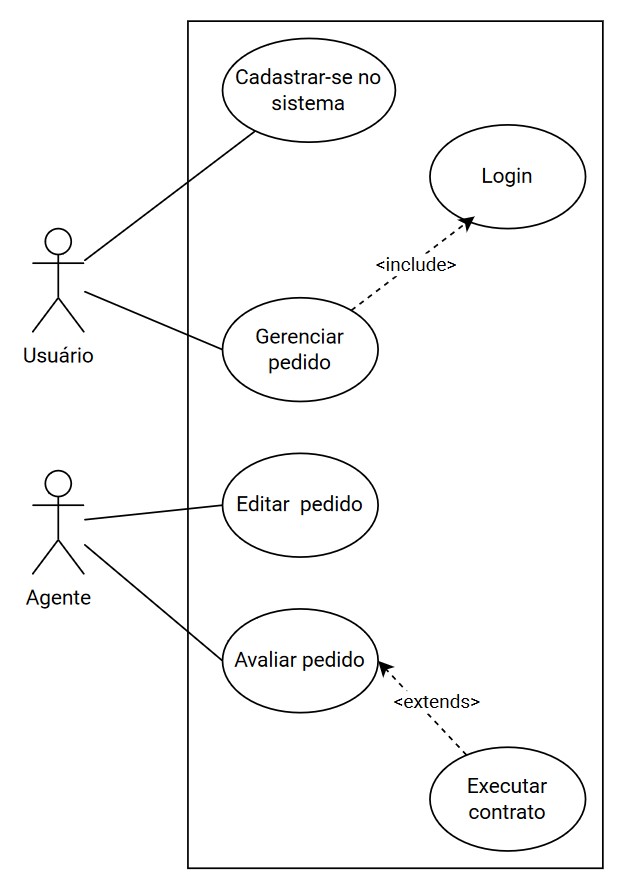 Cadastrar-se no
sistema
Login
<include>
Gerenciar
pedido
Usuário
Editar pedido
Agente
Avaliar pedido
<extends>
Executar
contrato